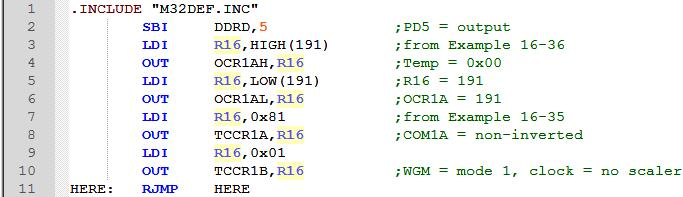 1 .INCLUDE "M32DEF.INC"
2 SBI DDRD,5 ;PD5 = output
3 LDI R16,HIGH(191) ;from Example 16-36
4 OUT OCR1AH,R16 ;Temp = 0x00
5 LDI R16,LOW(191) ;R16 = 191
6 OUT OCR1AL,R16 ;OCR1A = 191
7 LDI R16,0x81 ;from Example 16-35
8 OUT TCCR1A,R16 ;COM1A = non-inverted
9 LDI R16,0x01
10 OUT TCCR1B,R16 ;WGM = mode 1, clock = no scaler
11 HERE: RJMP HERE